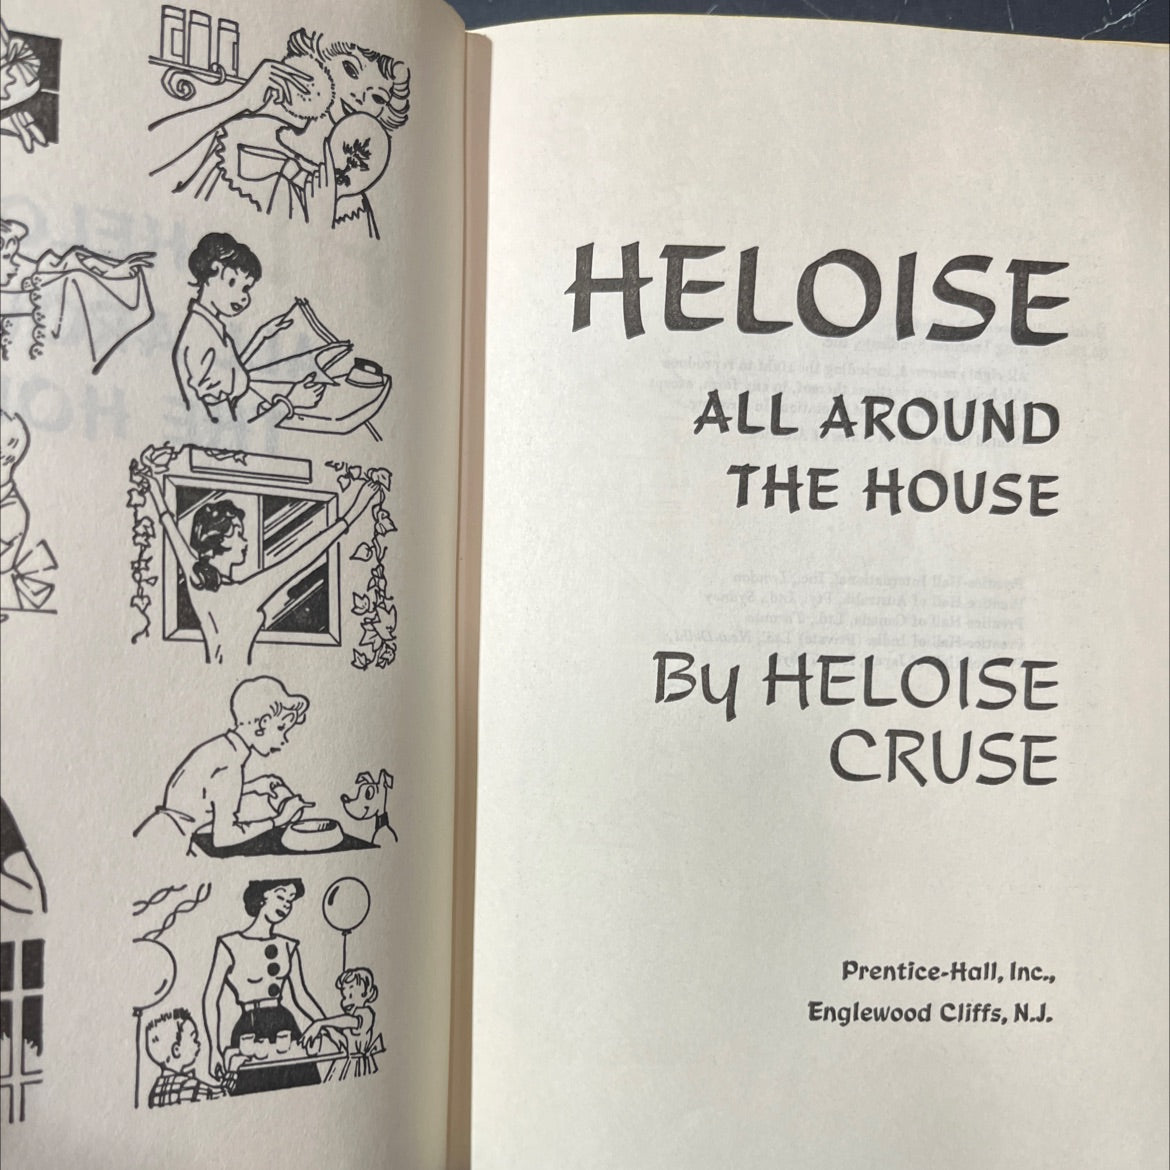 HELOISE
ALL AROUND
THE HOUSE
By HELOISE
CRUSE
Prentice-Hall, Inc.,
Englewood Cliffs, N.J.